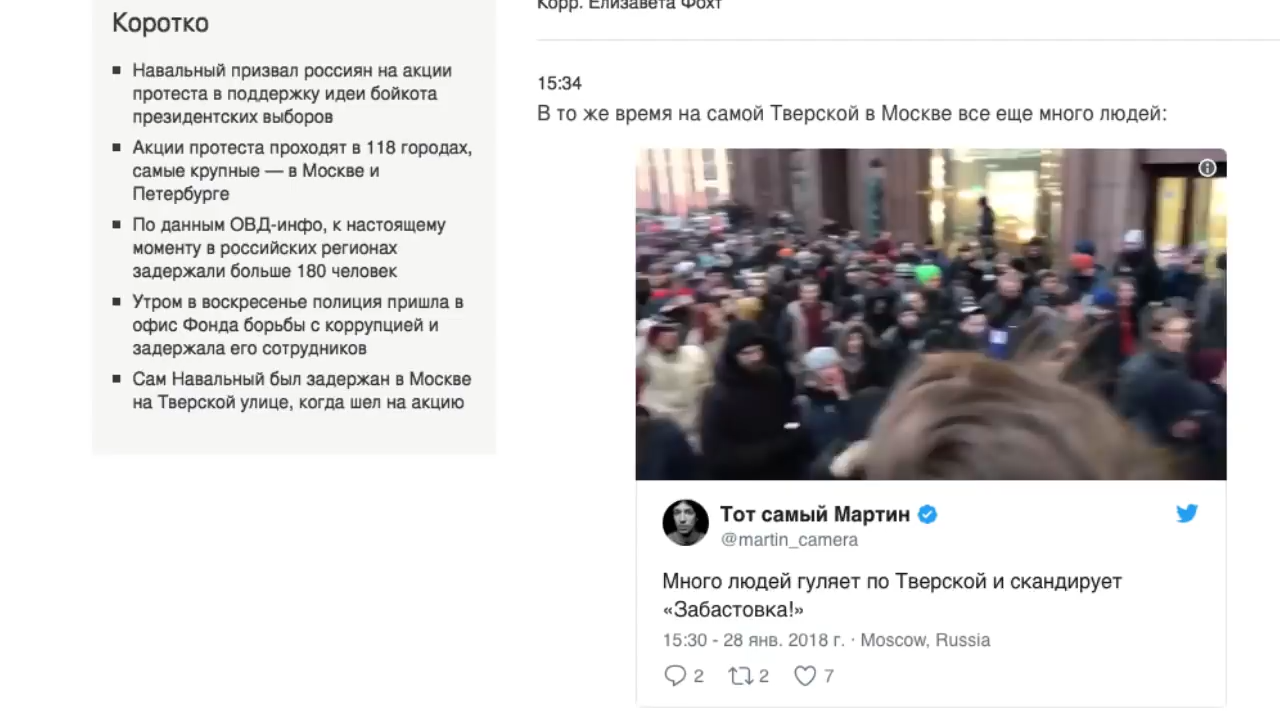 Коротко
Навальный призвал россиян на акции
протеста в поддержку идеи бойкота
президентских выборов
Акции протеста проходят в 118 городах,
самые крупные — в Москве и
Петербурге
По данным ОВД-инфо, к настоящему
моменту в российских регионах
задержали больше 180 человек
Утром в воскресенье полиция пришла в
офис Фонда борьбы с коррупцией и
задержала его сотрудников
Сам Навальный был задержан в Москве
на Тверской улице, когда шел на акцию
Корр. Елизавета Фохт
15:34
В то же время на самой Тверской в Москве все еще много людей:
Тот самый Мартин
@martin_camera
Много людей гуляет по Тверской и скандирует
«Забастовка!»
15:30 - 28 янв. 2018 г. · Moscow, Russia
2 2 7